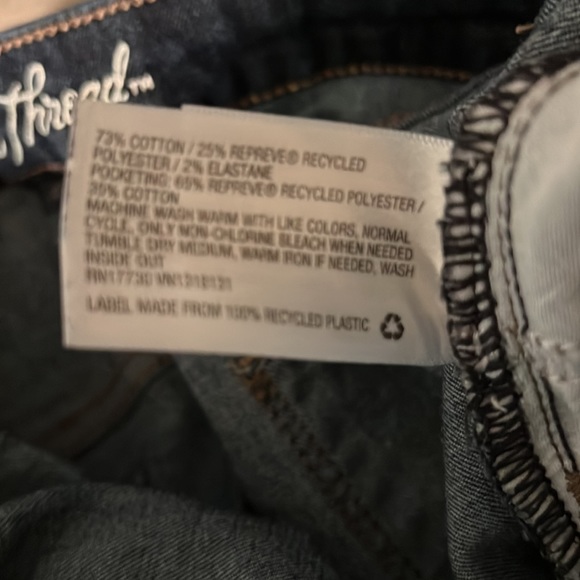 Thread™
73% COTTON / 25% REPREVE® RECYCLED
POLYESTER / 2% ELASTANE
POCKETING: 65% REPREVE® RECYCLED POLYESTER /
35% COTTON
MACHINE WASH WARM WITH LIKE COLORS, NORMAL
CYCLE, ONLY NON-CHLORINE BLEACH WHEN NEEDED
TUMBLE DRY MEDIUM, WARM IRON IF NEEDED, WASH
INSIDE OUT
RN17730
LABEL MADE FROM 100% RECYCLED PLASTIC